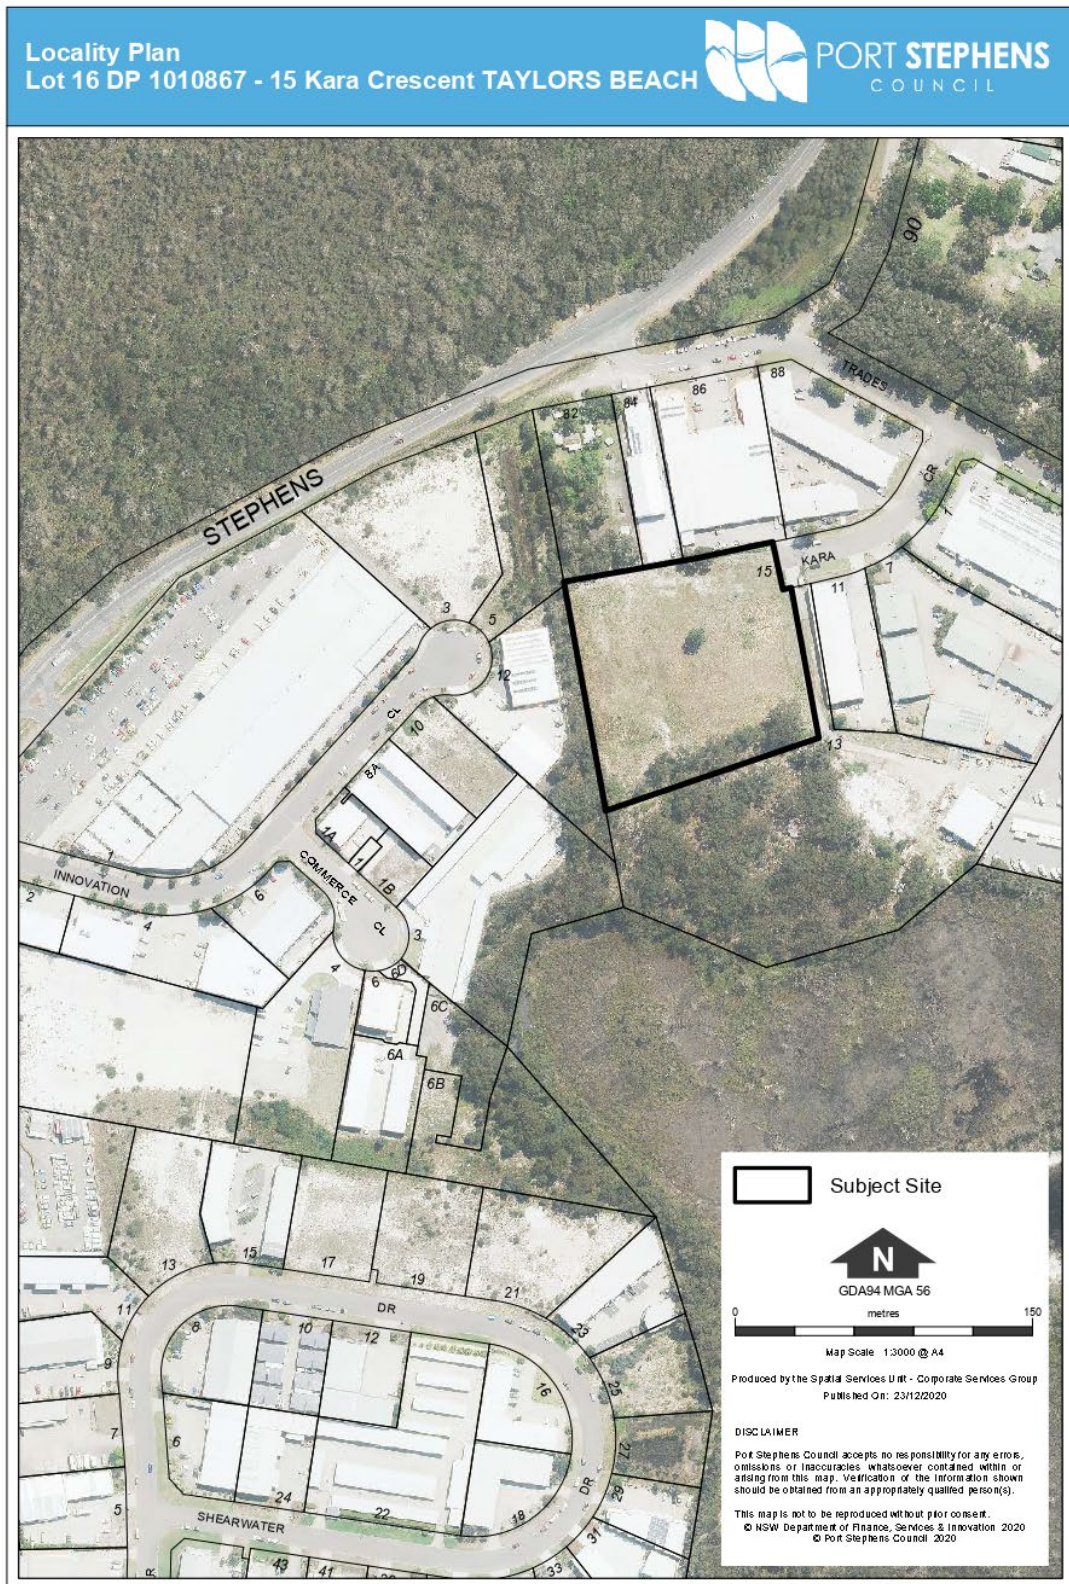 Locality Plan
Lot 16 DP 1010867 - 15 Kara Crescent TAYLORS BEACH
PORT STEPHENS
COUNCIL
90
TRADES
88
86
84
82
STEPHENS
CR
1
KARA
15
7
11
3
5
12
13
CL
10
8A
1A
1
1B
COMMERCE
CL
1
INNOVATION
2
4
6
3
4
6
6D
6C
6A
6B
13
15
17
19
21
DR
11
8
10
12
23
9
16
25
7
6
27
DR
29
5
24
22
18
SHEARWATER
31
43
41
33
Subject Site
N
GDA94 MGA 56
0 metres 150
Map Scale 1:3000 @ A4
Produced by the Spatial Services Unit - Corporate Services Group
Published On: 23/12/2020
DISCLAIMER
Port Stephens Council accepts no responsibility for any errors,
omissions or inaccuracies whatsoever contained within or
arising from this map. Verification of the information shown
should be obtained from an appropriately qualified person(s).
This map is not to be reproduced without prior consent.
© NSW Department of Finance, Services & Innovation 2020
© Port Stephens Council 2020